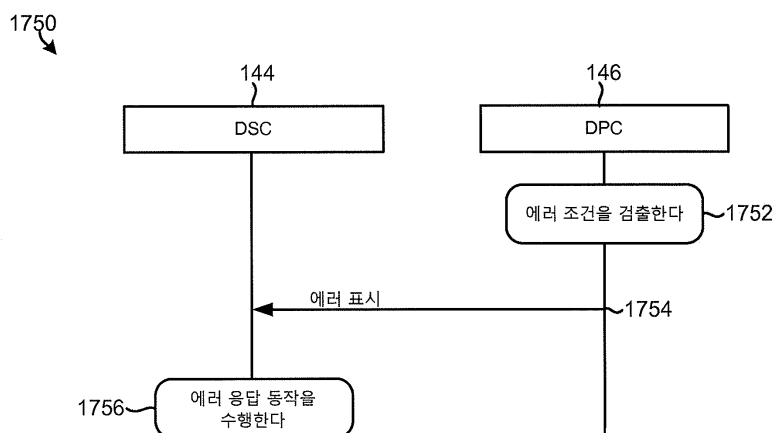 1750
144
146
DSC
DPC
에러 조건을 검출한다
1752
에러 표시
1754
1756
에러 응답 동작을
수행한다